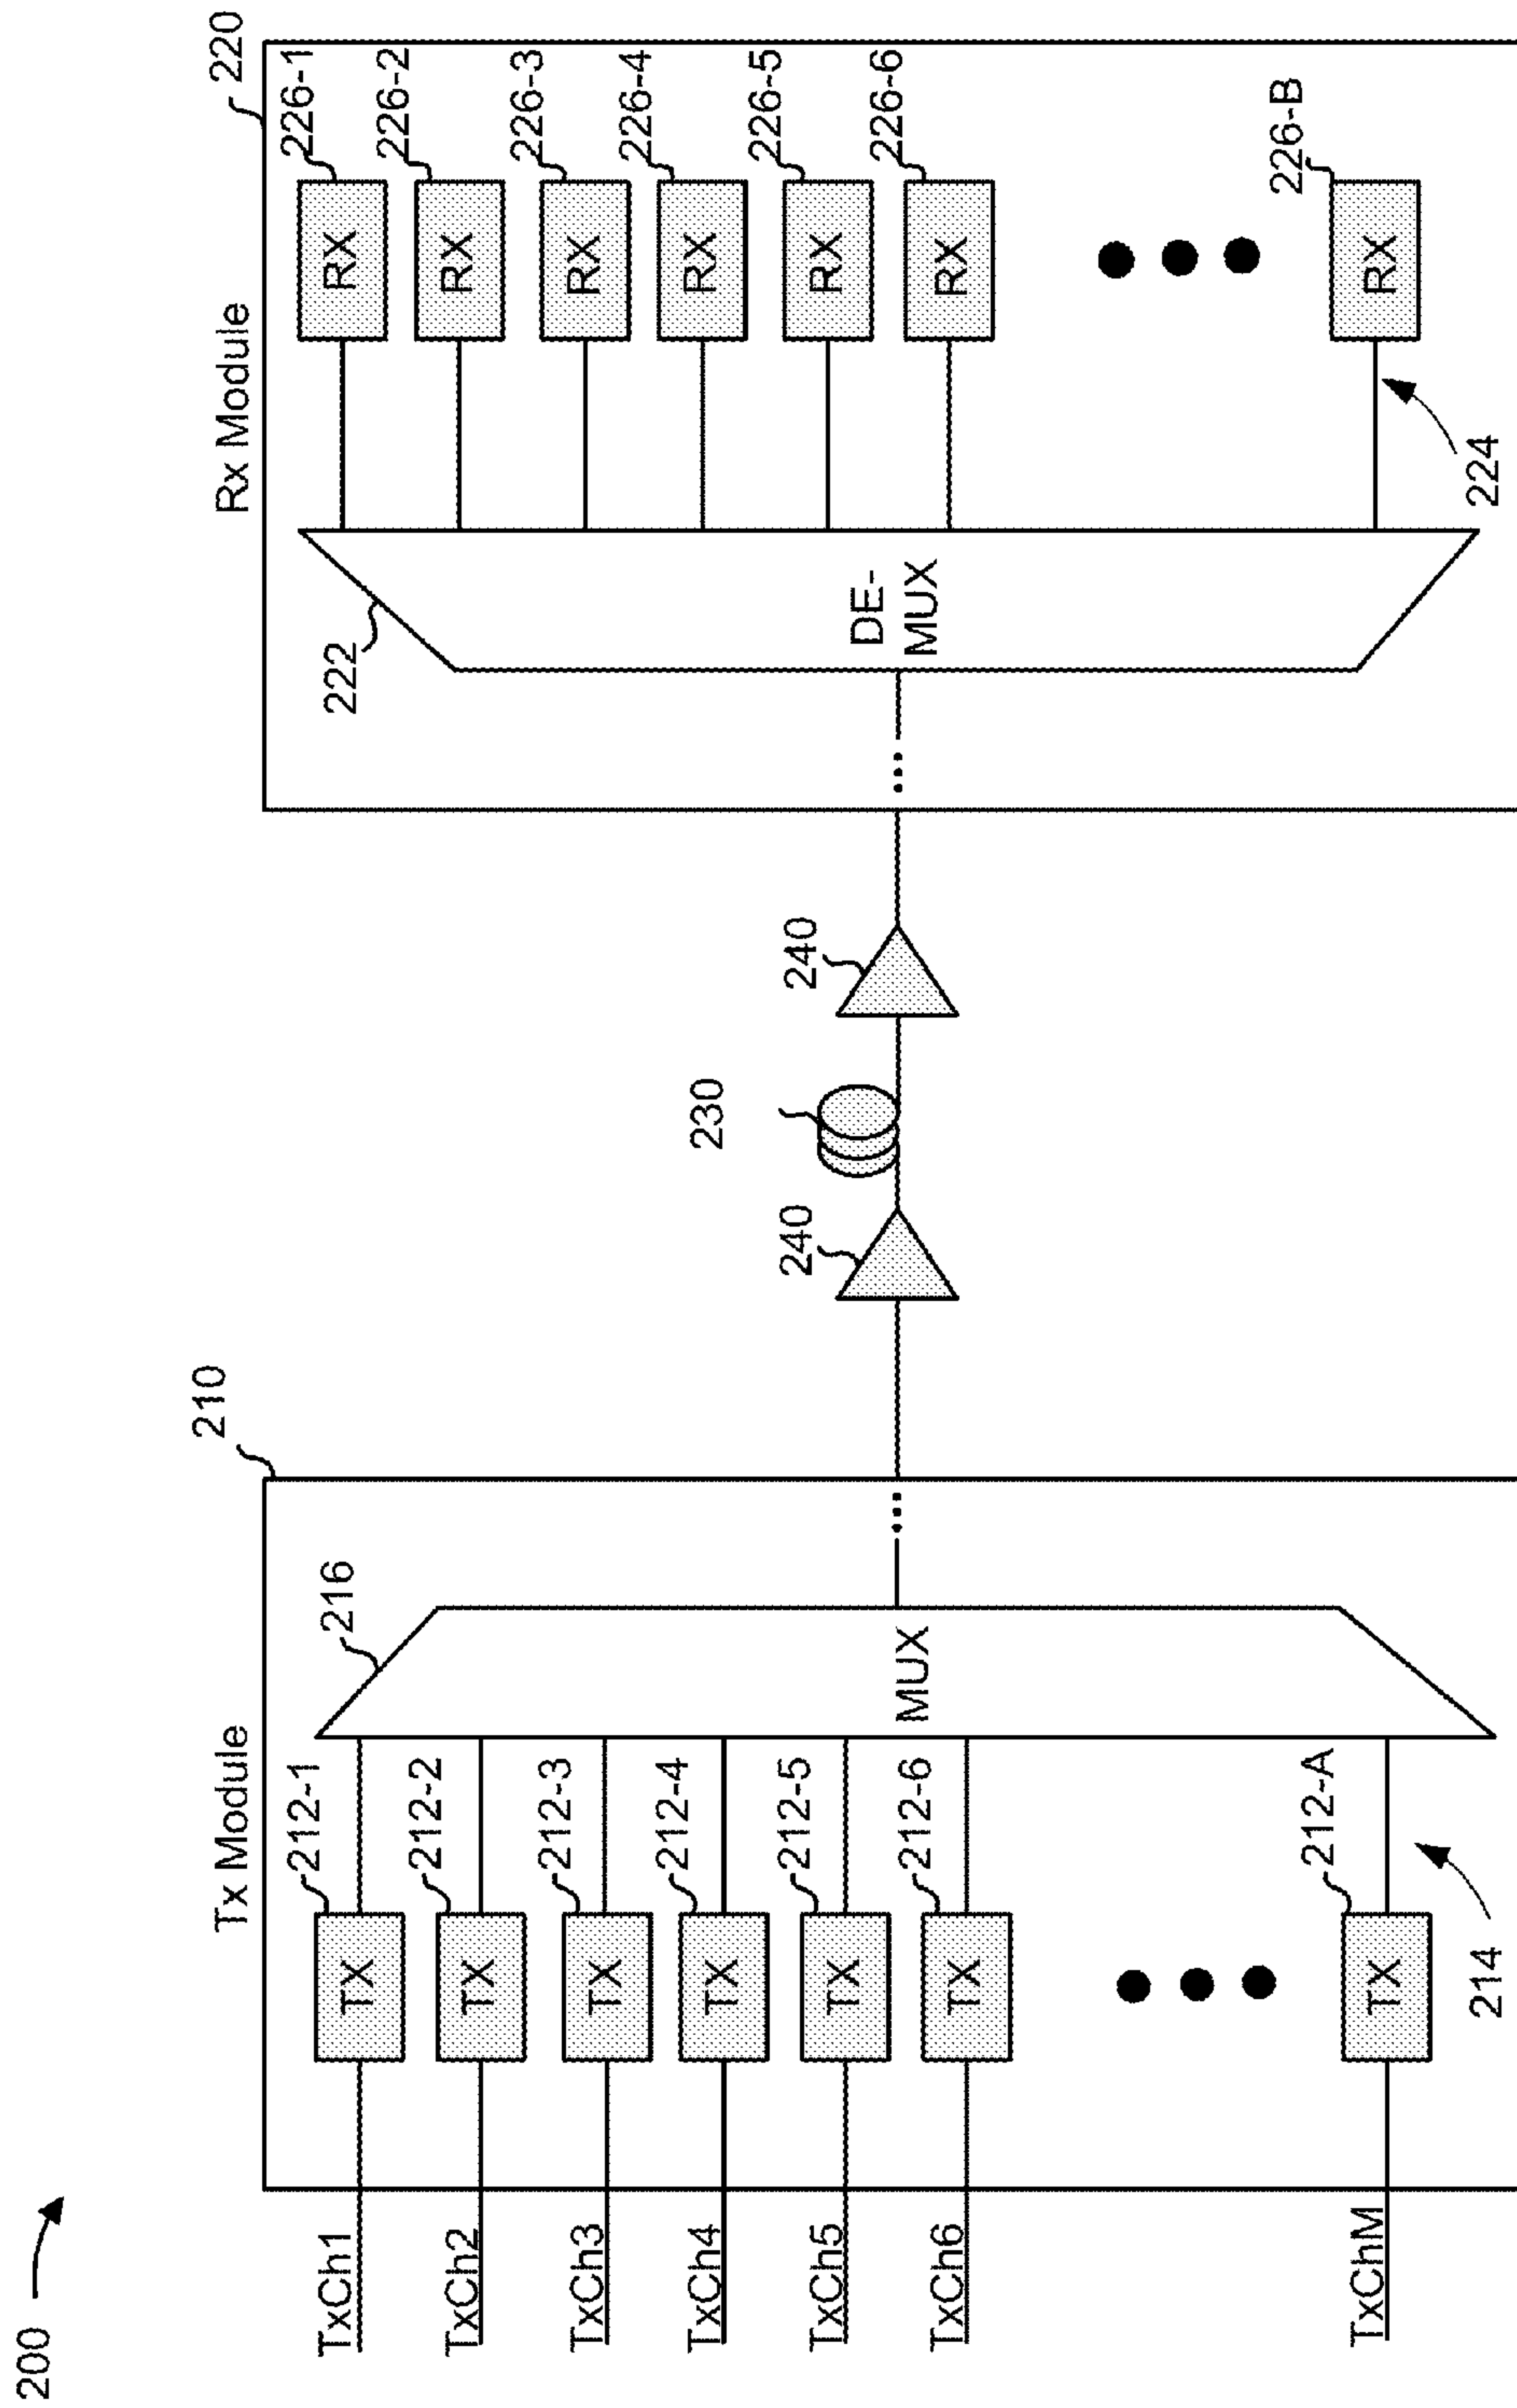 200
Tx Module
210
TxCh1
TX
212-1
TxCh2
TX
212-2
TxCh3
TX
212-3
TxCh4
TX
212-4
TxCh5
TX
212-5
TxCh6
TX
212-6
TxChM
TX
212-A
214
216
MUX
240
230
240
Rx Module
220
222
DE-
MUX
RX
226-1
RX
226-2
RX
226-3
RX
226-4
RX
226-5
RX
226-6
RX
226-B
224